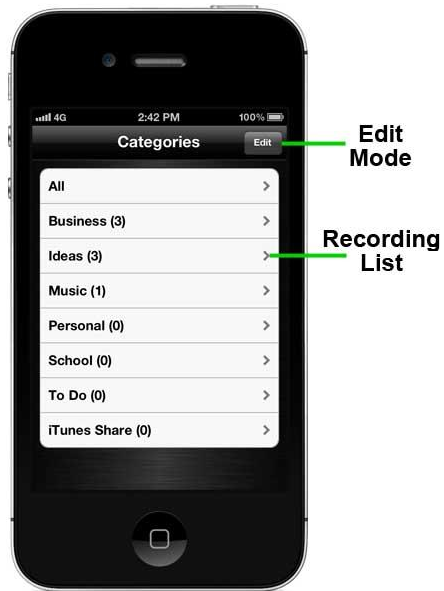 4G 2:42 PM 100%
Categories Edit
Edit
Mode
All
Business (3)
Recording
List
Ideas (3)
Music (1)
Personal (0)
School (0)
To Do (0)
iTunes Share (0)